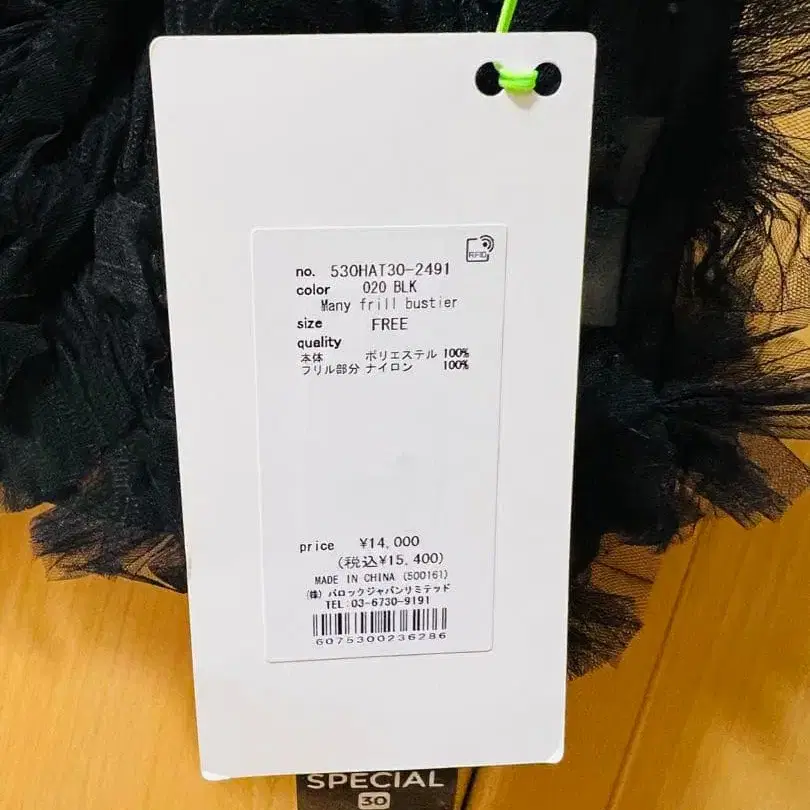 RFID
no. 530HAT30-2491
color 020 BLK
Many frill bustier
size FREE
quality
本体 ポリエステル 100%
フリル部分 ナイロン 100%
price ¥14,000
(税込¥15,400)
MADE IN CHINA (500161)
(株) バロックジャパンリミテッド
TEL:03-6730-9191
6075300236286
SPECIAL
30